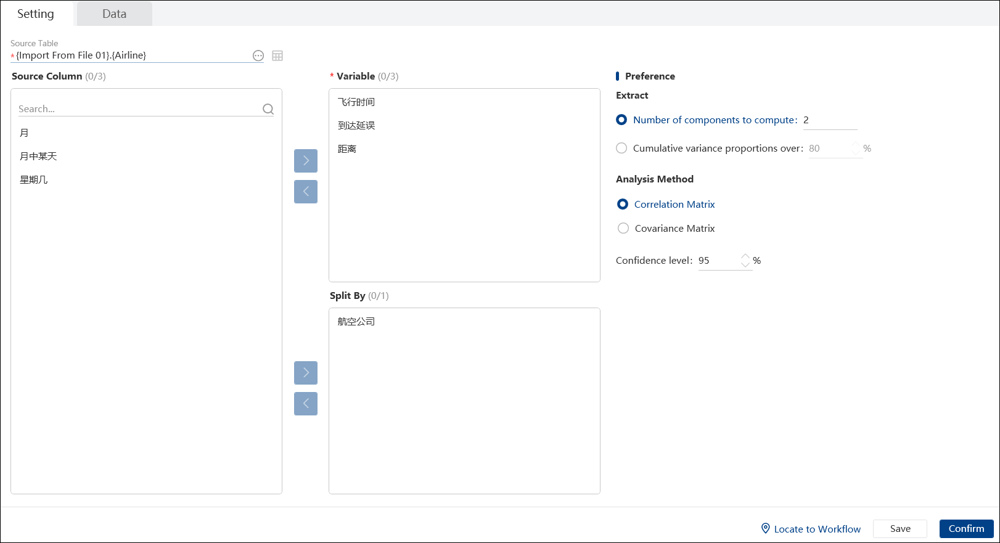 Setting
Data
Source Table
* {Import From File 01}.{Airline}
Source Column (0/3)
Search...
月
月中某天
星期几
* Variable (0/3)
飞行时间
到达延误
距离
Split By (0/1)
航空公司
Preference
Extract
Number of components to compute: 2
Cumulative variance proportions over: 80 %
Analysis Method
Correlation Matrix
Covariance Matrix
Confidence level: 95 %
Locate to Workflow
Save
Confirm